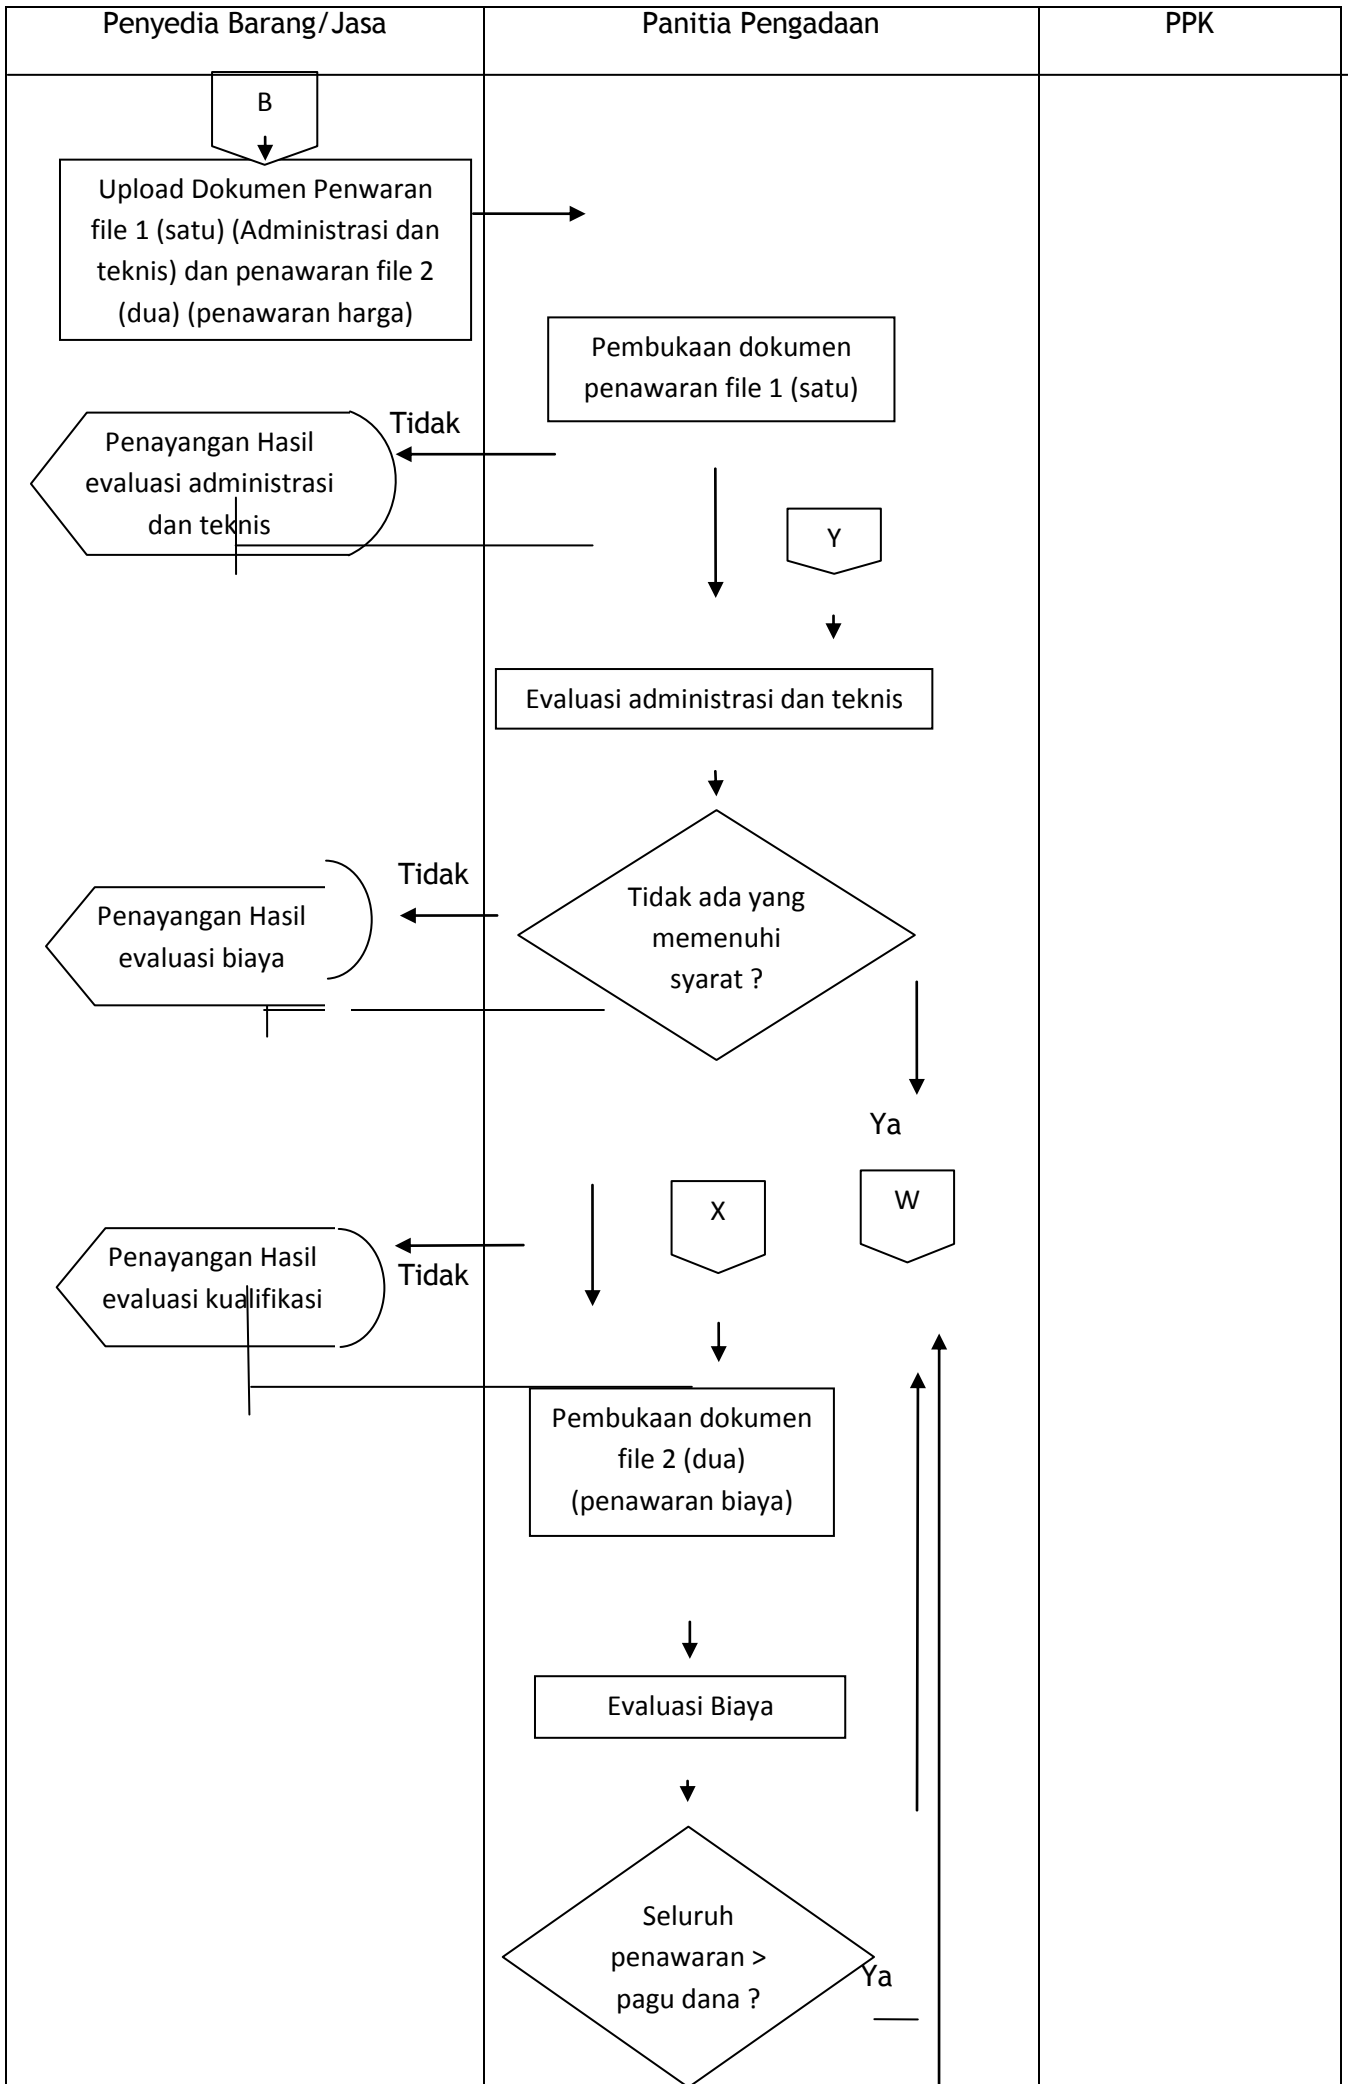 Penyedia Barang/Jasa
Panitia Pengadaan
PPK
B
Upload Dokumen Penwaran
file 1 (satu) (Administrasi dan
teknis) dan penawaran file 2
(dua) (penawaran harga)
Pembukaan dokumen
penawaran file 1 (satu)
Tidak
Penayangan Hasil
evaluasi administrasi
dan teknis
Y
Evaluasi administrasi dan teknis
Tidak
Tidak ada yang
memenuhi
syarat ?
Penayangan Hasil
evaluasi biaya
Ya
X
W
Penayangan Hasil
evaluasi kualifikasi
Tidak
Pembukaan dokumen
file 2 (dua)
(penawaran biaya)
Evaluasi Biaya
Seluruh
penawaran >
pagu dana ?
Ya